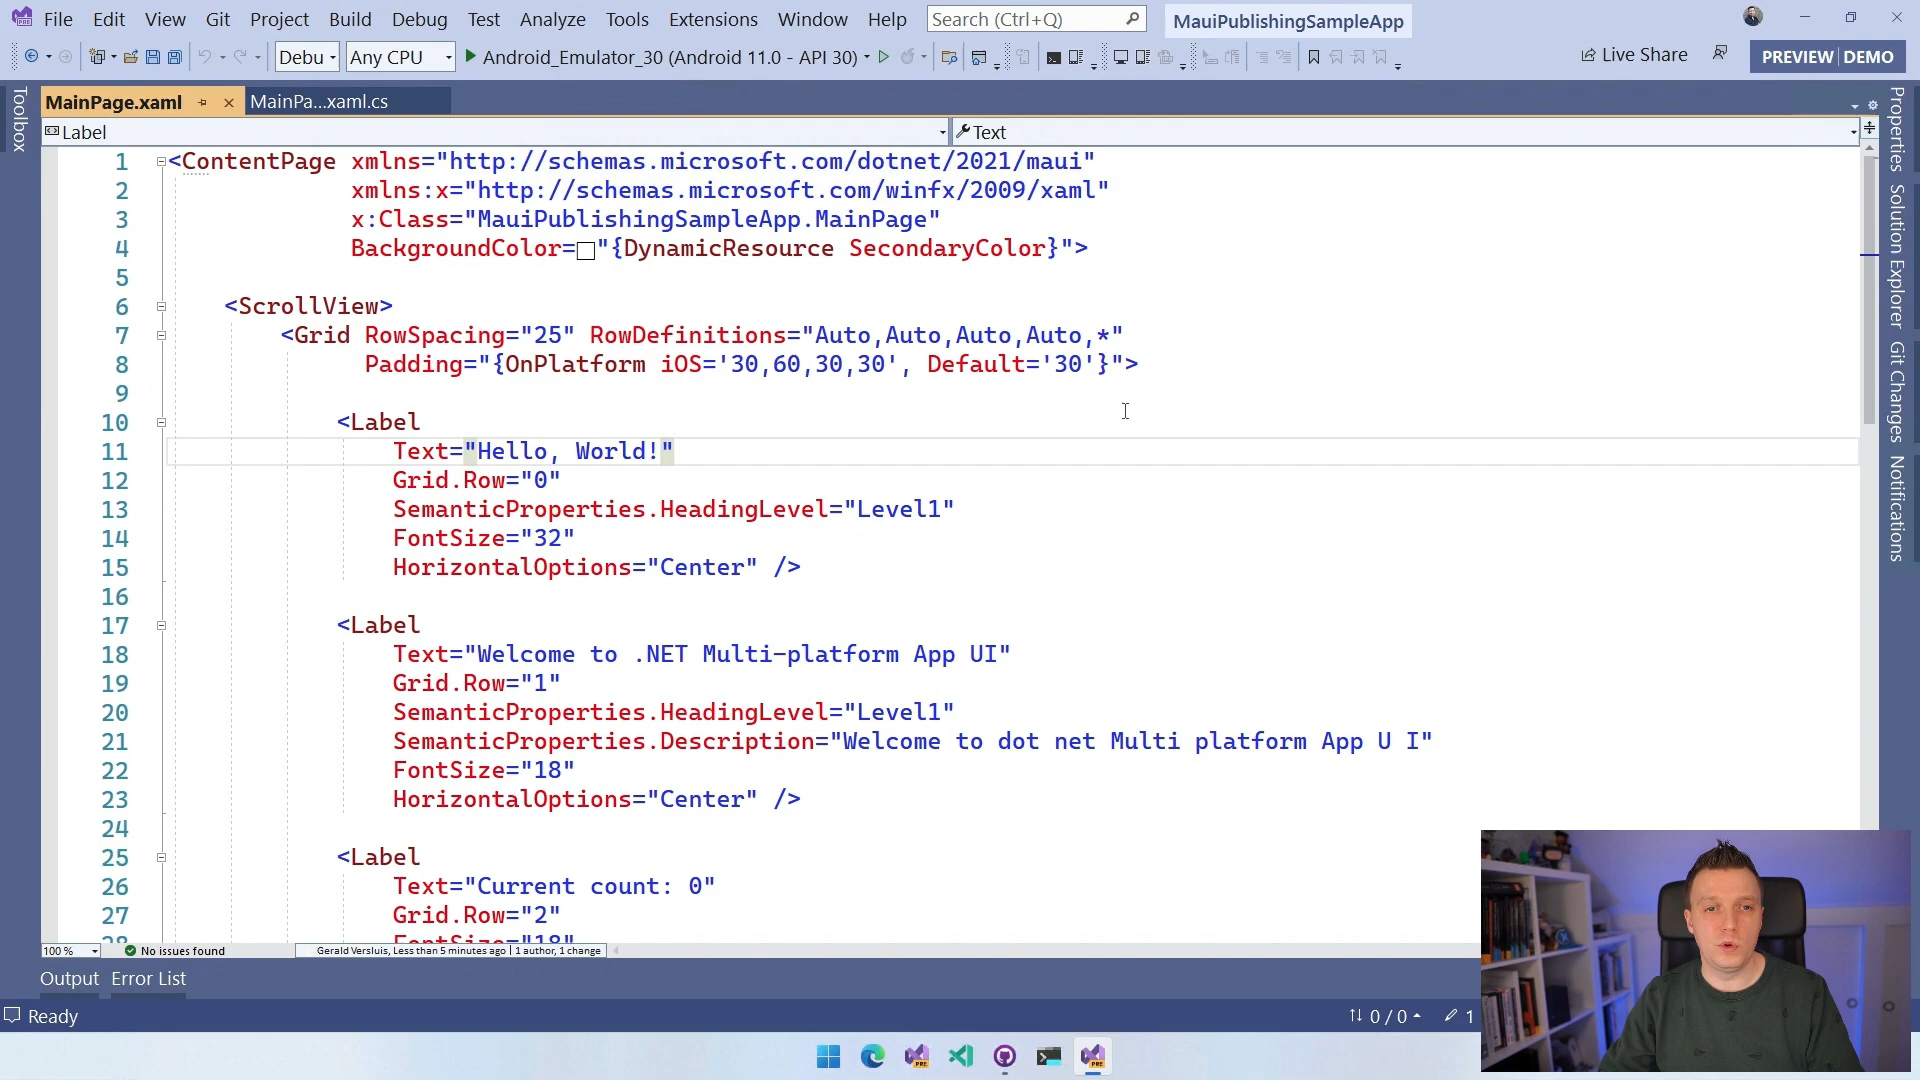 File Edit View Git Project Build Debug Test Analyze Tools Extensions Window Help Search (Ctrl+Q) MauiPublishingSampleApp
Debu Any CPU Android_Emulator_30 (Android 11.0 - API 30) Live Share PREVIEW DEMO
MainPage.xaml MainPa...xaml.cs
Label Text
1 <ContentPage xmlns="http://schemas.microsoft.com/dotnet/2021/maui"
2 xmlns:x="http://schemas.microsoft.com/winfx/2009/xaml"
3 x:Class="MauiPublishingSampleApp.MainPage"
4 BackgroundColor="{DynamicResource SecondaryColor}">
5
6 <ScrollView>
7 <Grid RowSpacing="25" RowDefinitions="Auto,Auto,Auto,Auto,*"
8 Padding="{OnPlatform iOS='30,60,30,30', Default='30'}">
9
10 <Label
11 Text="Hello, World!"
12 Grid.Row="0"
13 SemanticProperties.HeadingLevel="Level1"
14 FontSize="32"
15 HorizontalOptions="Center" />
16
17 <Label
18 Text="Welcome to .NET Multi-platform App UI"
19 Grid.Row="1"
20 SemanticProperties.HeadingLevel="Level1"
21 SemanticProperties.Description="Welcome to dot net Multi platform App U I"
22 FontSize="18"
23 HorizontalOptions="Center" />
24
25 <Label
26 Text="Current count: 0"
27 Grid.Row="2"
28 FontSize="18"
100 % No issues found Gerald Versluis, Less than 5 minutes ago | 1 author, 1 change
Output Error List
Ready 0 / 0 1
Toolbox
Properties
Solution Explorer
Git Changes
Notifications